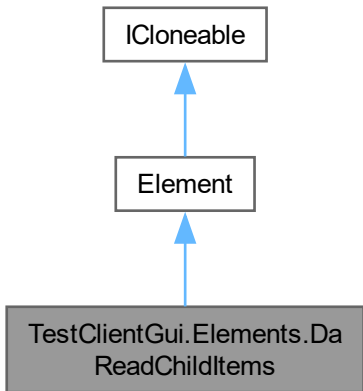 ICloneable
Element
TestClientGui.Elements.Da
ReadChildItems